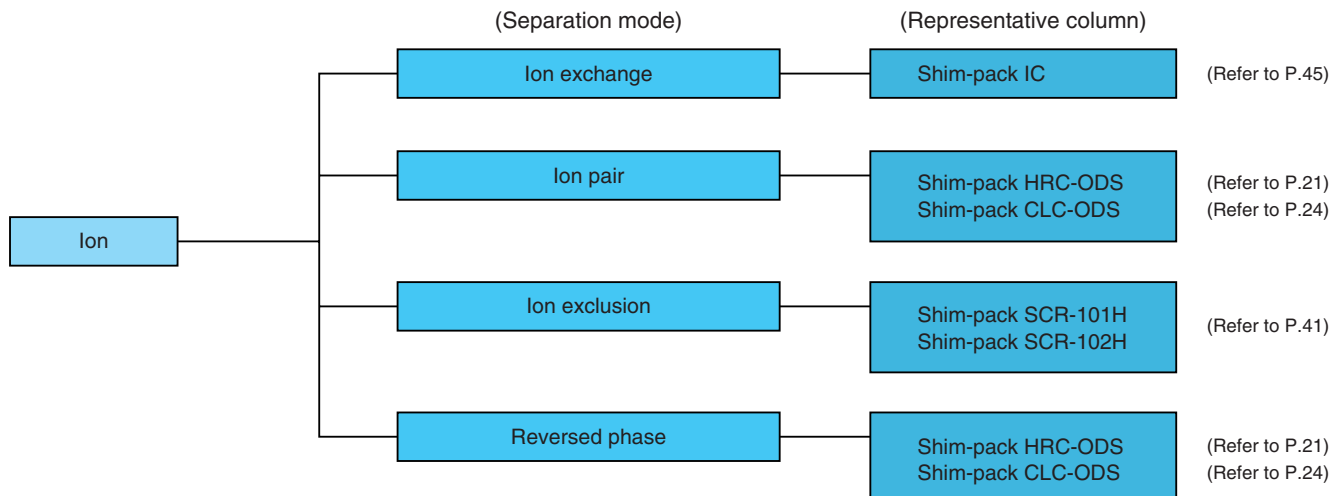 (Separation mode) (Representative column)
Ion exchange Shim-pack IC (Refer to P.45)
Ion pair Shim-pack HRC-ODS (Refer to P.21)
Shim-pack CLC-ODS (Refer to P.24)
Ion
Ion exclusion Shim-pack SCR-101H (Refer to P.41)
Shim-pack SCR-102H
Reversed phase Shim-pack HRC-ODS (Refer to P.21)
Shim-pack CLC-ODS (Refer to P.24)